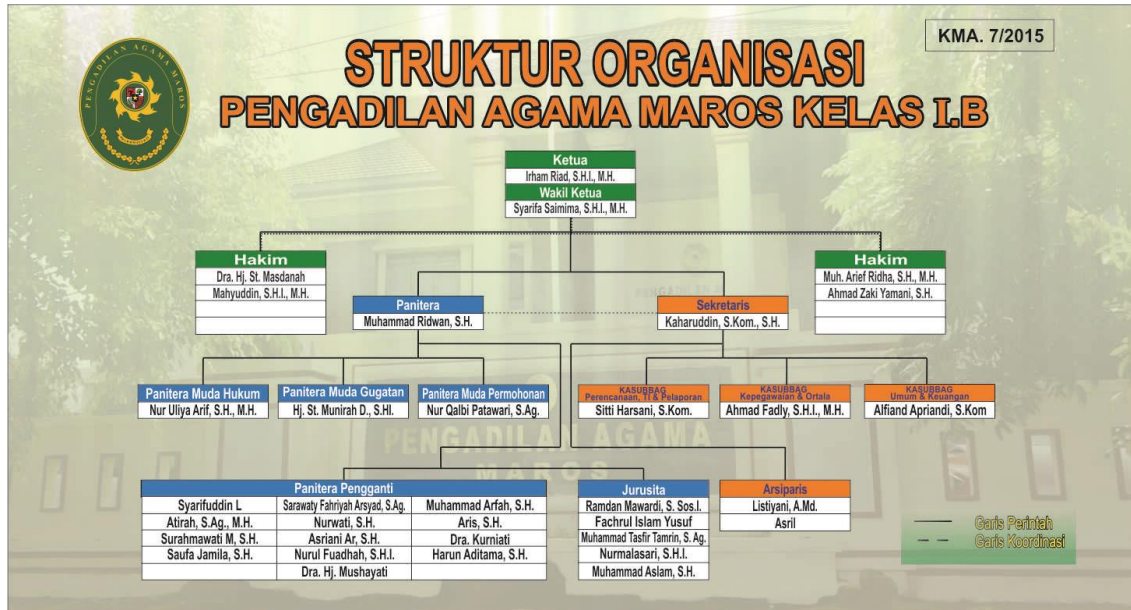 KMA. 7/2015
STRUKTUR ORGANISASI
PENGADILAN AGAMA MAROS KELAS I.B
PENGADILAN AGAMA MAROS
Ketua
Irham Riad, S.H.I., M.H.
Wakil Ketua
Syarifa Saimima, S.H.I., M.H.
Hakim
Dra. Hj. St. Masdanah
Mahyuddin, S.H.I., M.H.
Hakim
Muh. Arief Ridha, S.H., M.H.
Ahmad Zaki Yamani, S.H.
Panitera
Muhammad Ridwan, S.H.
Sekretaris
Kaharuddin, S.Kom., S.H.
Panitera Muda Hukum
Nur Uliya Arif, S.H., M.H.
Panitera Muda Gugatan
Hj. St. Munirah D., S.HI.
Panitera Muda Permohonan
Nur Qalbi Patawari, S.Ag.
KASUBBAG
Perencanaan, TI & Pelaporan
Sitti Harsani, S.Kom.
KASUBBAG
Kepegawaian & Ortala
Ahmad Fadly, S.H.I., M.H.
KASUBBAG
Umum & Keuangan
Alfiand Apriandi, S.Kom
PENGADILAN AGAMA
MAROS
Panitera Pengganti
Syarifuddin L
Atirah, S.Ag., M.H.
Surahmawati M, S.H.
Saufa Jamila, S.H.
Sarawaty Fahriyah Arsyad, S.Ag.
Nurwati, S.H.
Asriani Ar, S.H.
Nurul Fuadhah, S.H.I.
Dra. Hj. Mushayati
Muhammad Arfah, S.H.
Aris, S.H.
Dra. Kurniati
Harun Aditama, S.H.
Jurusita
Ramdan Mawardi, S. Sos.I.
Fachrul Islam Yusuf
Muhammad Tasfir Tamrin, S. Ag.
Nurmalasari, S.H.I.
Muhammad Aslam, S.H.
Arsiparis
Listiyani, A.Md.
Asril
Garis Perintah
Garis Koordinasi